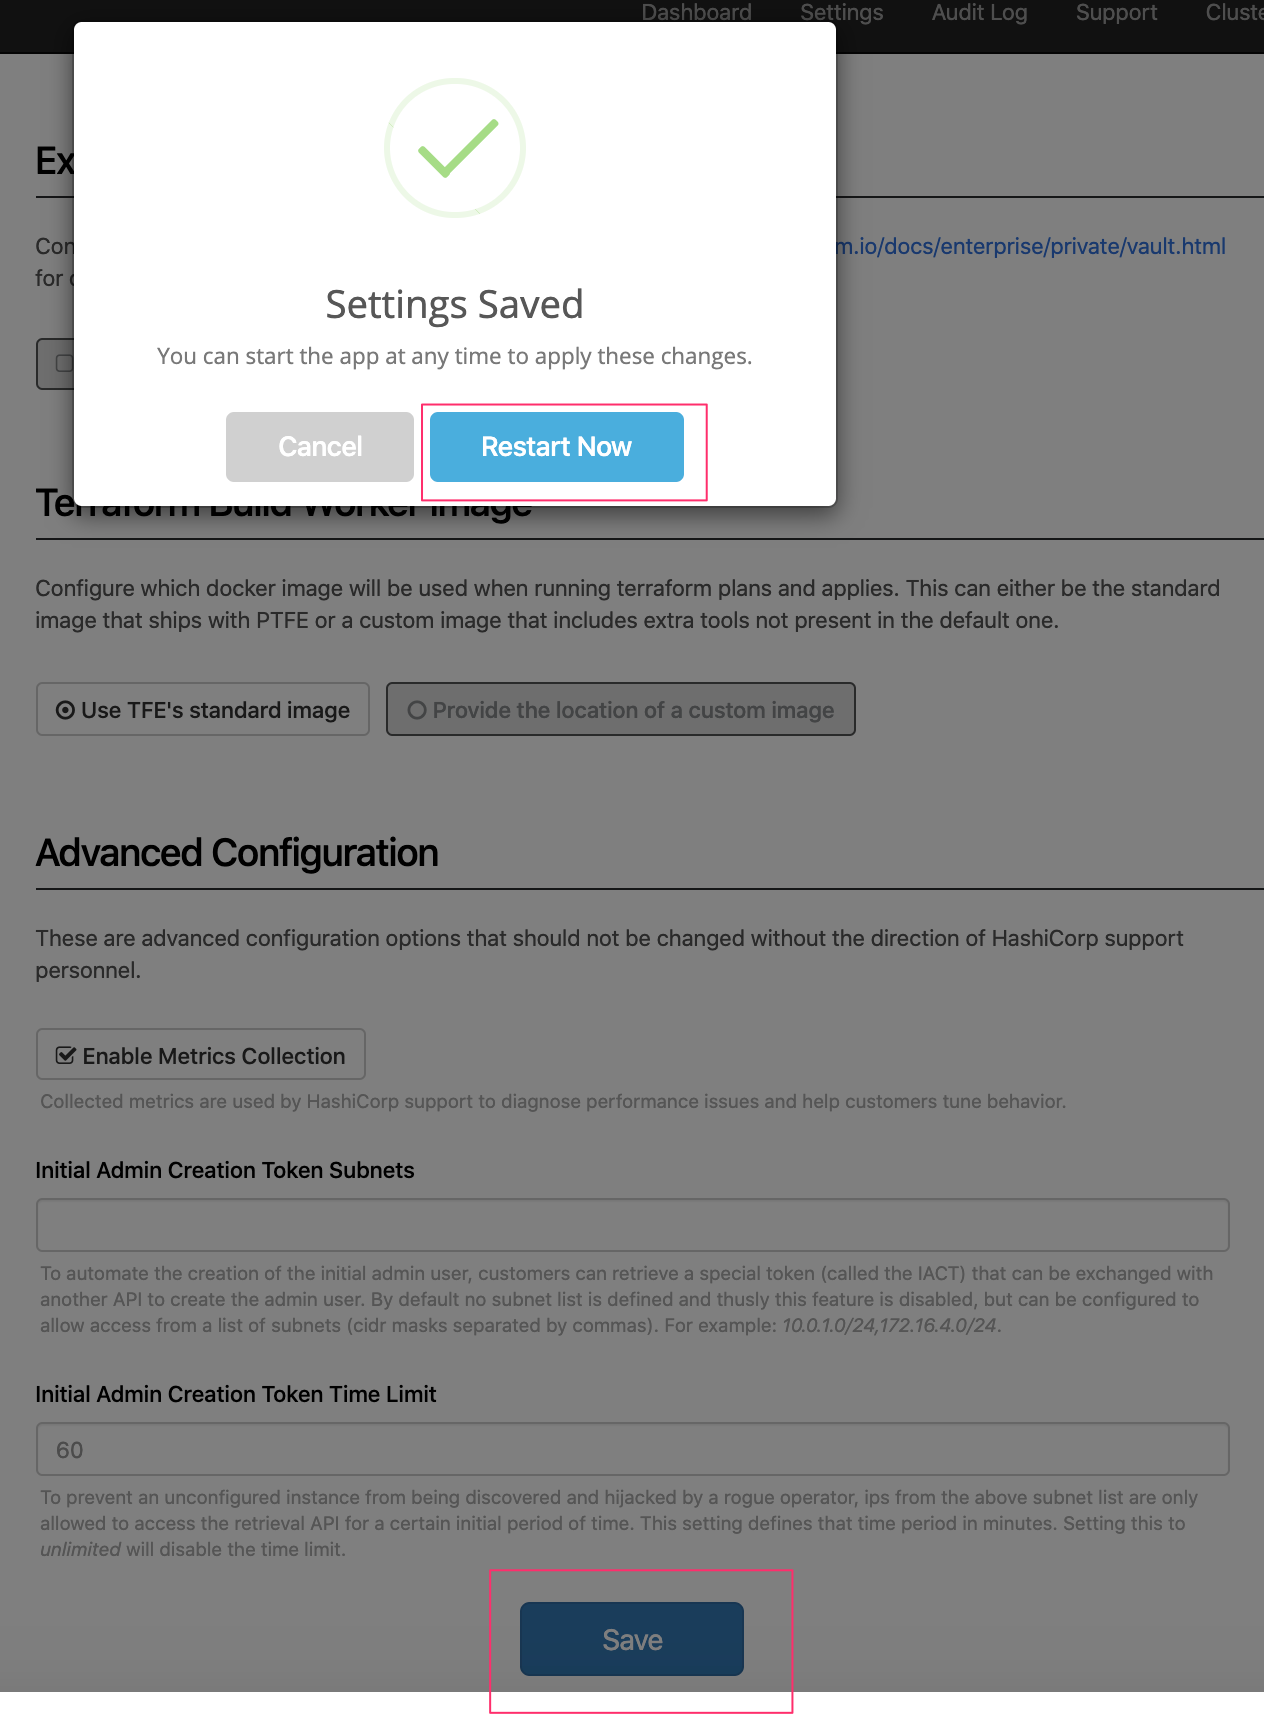 Dashboard Settings Audit Log Support Cluste
Ex
Con m.io/docs/enterprise/private/vault.html
for
Settings Saved
You can start the app at any time to apply these changes.
Cancel Restart Now
Terraform Build Worker Image
Configure which docker image will be used when running terraform plans and applies. This can either be the standard
image that ships with PTFE or a custom image that includes extra tools not present in the default one.
Use TFE's standard image Provide the location of a custom image
Advanced Configuration
These are advanced configuration options that should not be changed without the direction of HashiCorp support
personnel.
Enable Metrics Collection
Collected metrics are used by HashiCorp support to diagnose performance issues and help customers tune behavior.
Initial Admin Creation Token Subnets
To automate the creation of the initial admin user, customers can retrieve a special token (called the IACT) that can be exchanged with
another API to create the admin user. By default no subnet list is defined and thusly this feature is disabled, but can be configured to
allow access from a list of subnets (cidr masks separated by commas). For example: 10.0.1.0/24,172.16.4.0/24.
Initial Admin Creation Token Time Limit
60
To prevent an unconfigured instance from being discovered and hijacked by a rogue operator, ips from the above subnet list are only
allowed to access the retrieval API for a certain initial period of time. This setting defines that time period in minutes. Setting this to
unlimited will disable the time limit.
Save